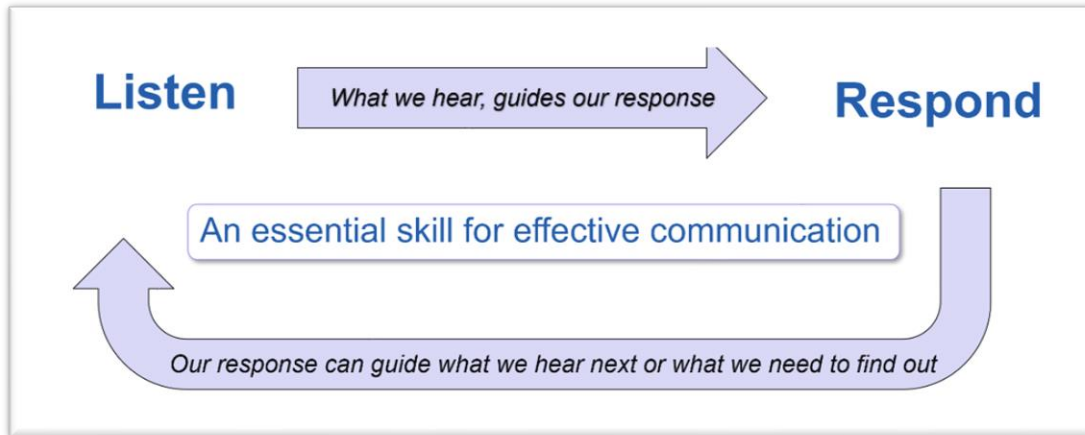 Listen
What we hear, guides our response
Respond
An essential skill for effective communication
Our response can guide what we hear next or what we need to find out